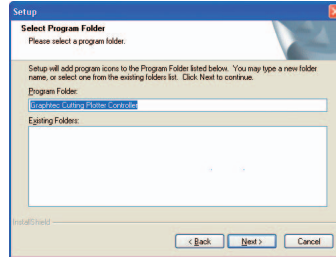 Setup
Select Program Folder
Please select a program folder.
Setup will add program icons to the Program Folder listed below. You may type a new folder
name, or select one from the existing folders list. Click Next to continue.
Program Folder:
Graphtec Cutting Plotter Controller
Existing Folders:
InstallShield
< Back
Next >
Cancel